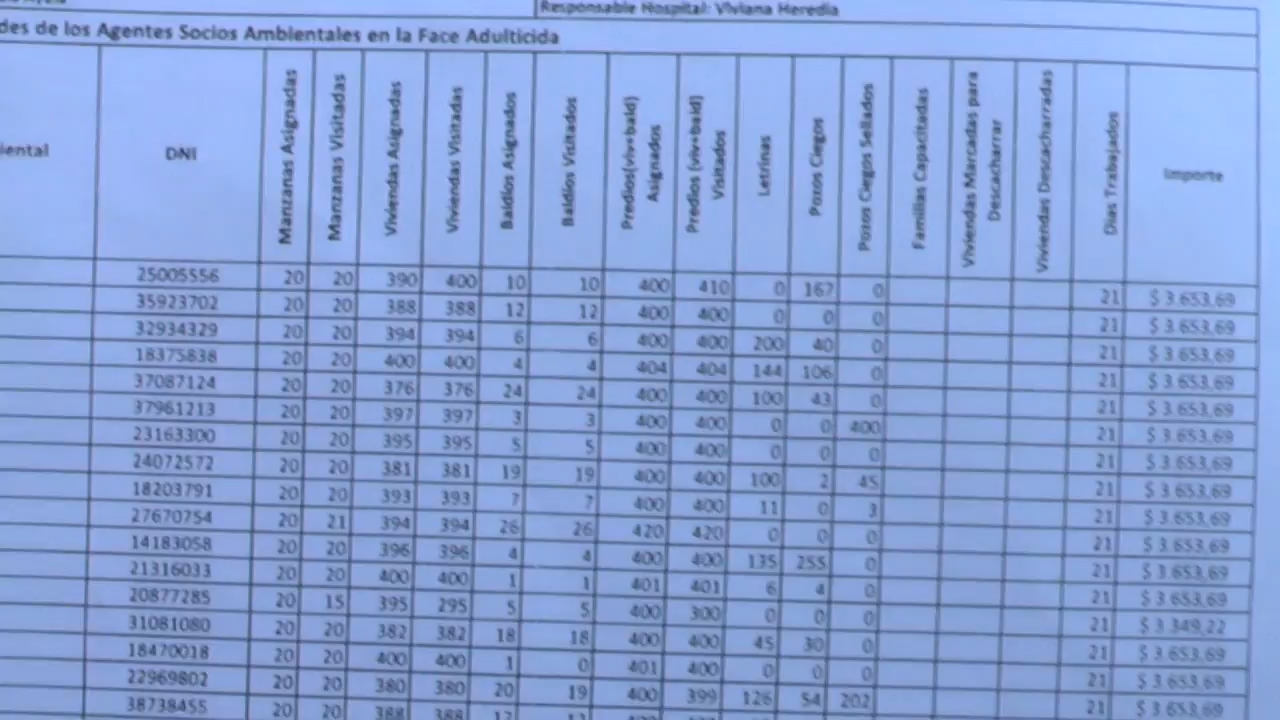 Responsable Hospital: Viviana Heredia
des de los Agentes Socios Ambientales en la Face Adulticida
iental DNI Manzanas Asignadas Manzanas Visitadas Viviendas Asignadas Viviendas Visitadas Baldíos Asignados Baldíos Visitados Predios(viv+bald) Asignados Predios (viv+bald) Visitados Letrinas Pozos Ciegos Pozos Ciegos Sellados Familias Capacitadas Viviendas Marcadas para Descacharrar Viviendas Descacharradas Dias Trabajados Importe
25005556 20 20 390 400 10 10 400 410 0 167 0 21 $ 3.653,69
35923702 20 20 388 388 12 12 400 400 0 0 0 21 $ 3.653,69
32934329 20 20 394 394 6 6 400 400 200 40 0 21 $ 3.653,69
18375838 20 20 400 400 4 4 404 404 144 106 0 21 $ 3.653,69
37087124 20 20 376 376 24 24 400 400 100 43 0 21 $ 3.653,69
37961213 20 20 397 397 3 3 400 400 0 0 400 21 $ 3.653,69
23163300 20 20 395 395 5 5 400 400 0 0 0 21 $ 3.653,69
24072572 20 20 381 381 19 19 400 400 100 2 45 21 $ 3.653,69
18203791 20 20 393 393 7 7 400 400 11 0 3 21 $ 3.653,69
27670754 20 21 394 394 26 26 420 420 0 0 0 21 $ 3.653,69
14183058 20 20 396 396 4 4 400 400 135 255 0 21 $ 3.653,69
21316033 20 20 400 400 1 1 401 401 6 4 0 21 $ 3.653,69
20877285 20 15 395 295 5 5 400 300 0 0 0 21 $ 3.349,22
31081080 20 20 382 382 18 18 400 400 45 30 0 21 $ 3.653,69
18470018 20 20 400 400 1 0 401 400 0 0 0 21 $ 3.653,69
22969802 20 20 380 380 20 19 400 399 126 54 202 21 $ 3.653,69
38738455 20 20 388 388 12